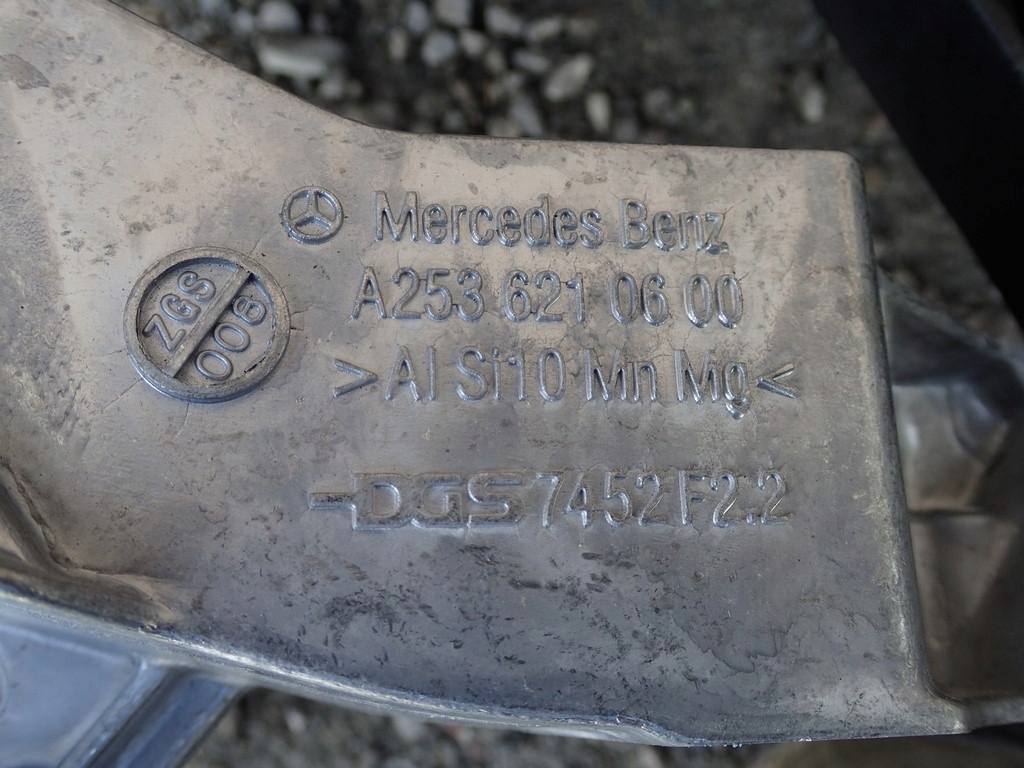 Mercedes Benz
A253 621 06 00
>Al Si10 Mn Mg<
DGS 7452 F2.2
ZGS
008